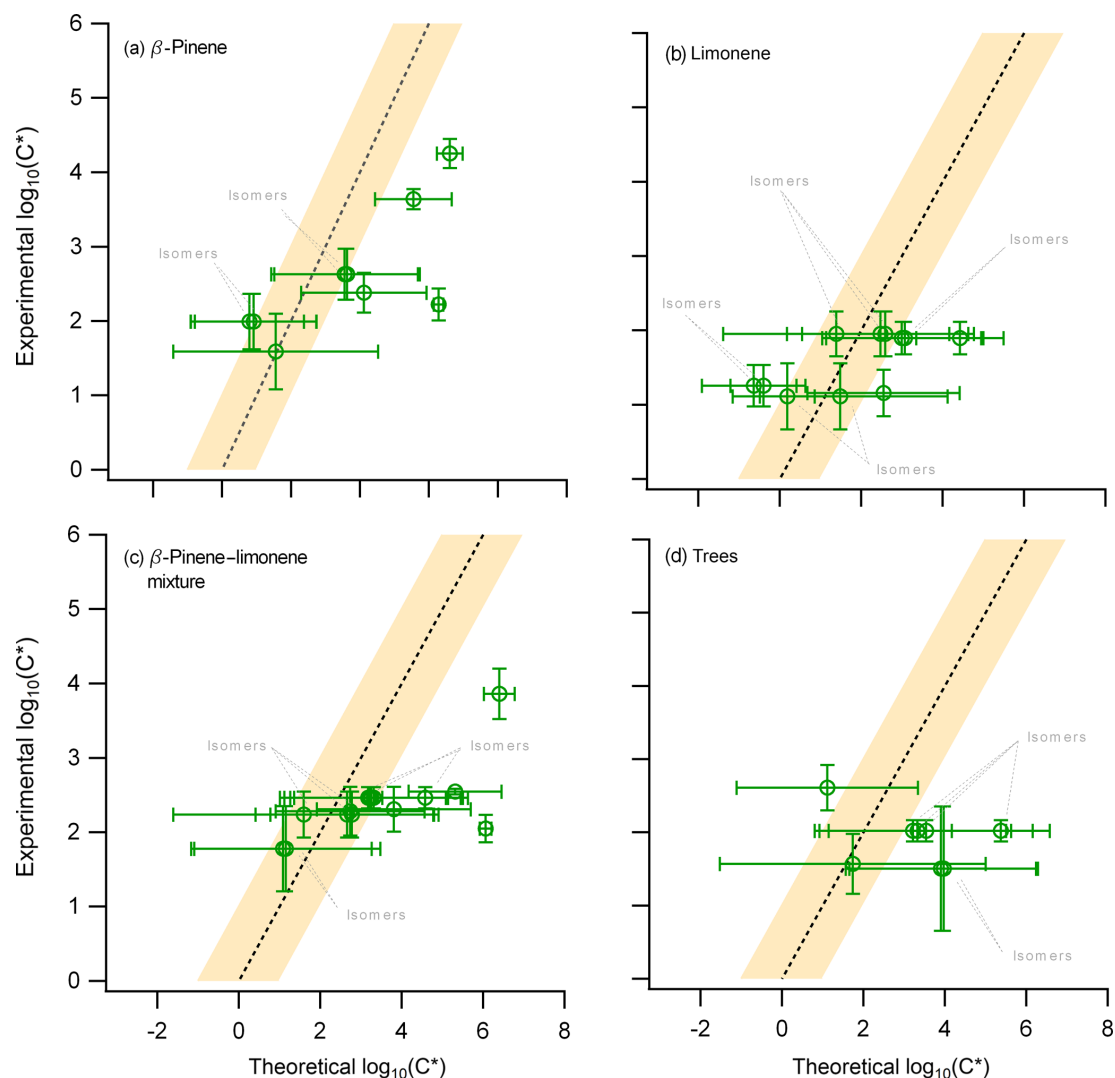 (a) β-Pinene
6
5
4
3
2
1
0
Experimental log10(C*)
Isomers
Isomers
(b) Limonene
Isomers
Isomers
Isomers
Isomers
(c) β-Pinene–limonene
mixture
6
5
4
3
2
1
0
Experimental log10(C*)
Isomers
Isomers
Isomers
-2 0 2 4 6 8
Theoretical log10(C*)
(d) Trees
Isomers
Isomers
-2 0 2 4 6 8
Theoretical log10(C*)